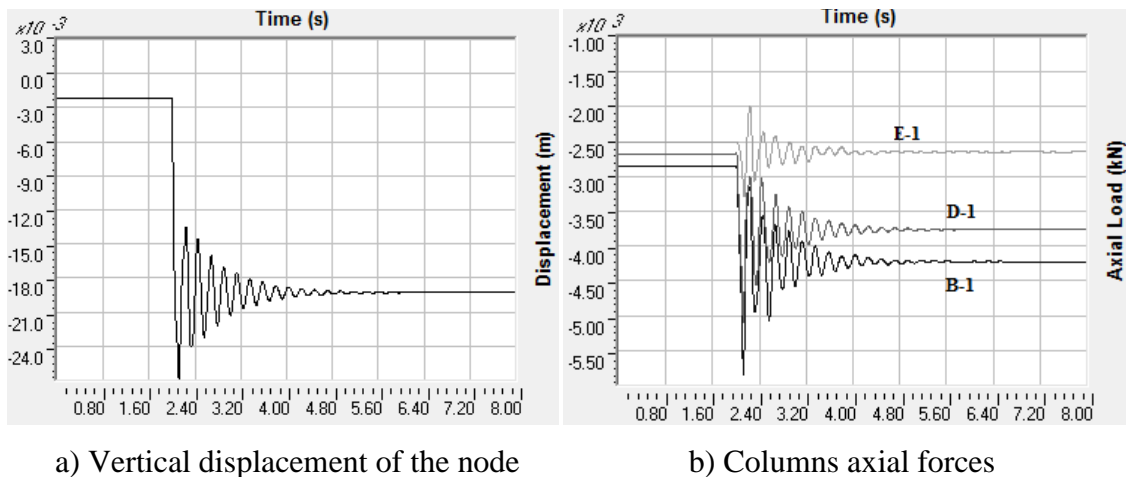 Time (s)
x10 -3
3.0
0.0
-3.0
-6.0
-9.0
-12.0
-15.0
-18.0
-21.0
-24.0
Displacement (m)
0.80 1.60 2.40 3.20 4.00 4.80 5.60 6.40 7.20 8.00
a) Vertical displacement of the node
Time (s)
x10 3
-1.00
-1.50
-2.00
-2.50
-3.00
-3.50
-4.00
-4.50
-5.00
-5.50
E-1
D-1
B-1
Axial Load (kN)
0.80 1.60 2.40 3.20 4.00 4.80 5.60 6.40 7.20 8.00
b) Columns axial forces